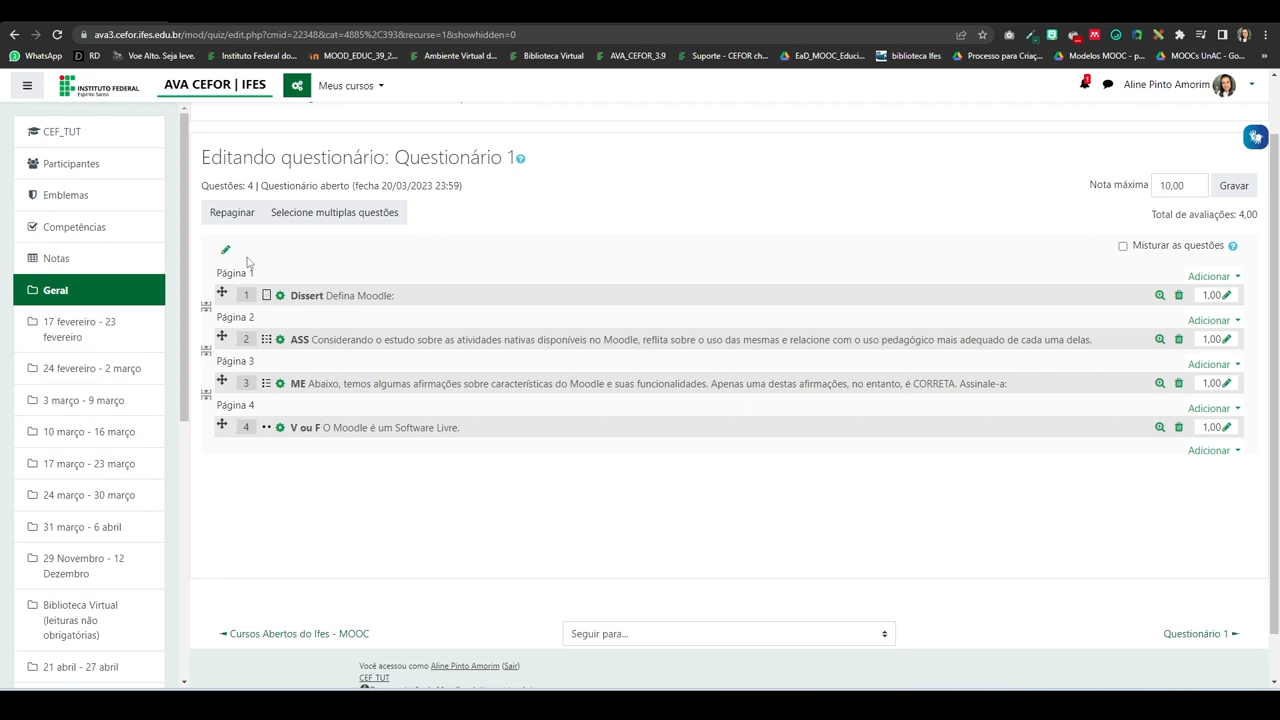 ava3.cefor.ifes.edu.br/mod/quiz/edit.php?cmid=22348&cat=4885%2C393&recurse=1&showhidden=0
WhatsApp RD Voe Alto. Seja leve. Instituto Federal do... MOOD_EDUC_39_2... Ambiente Virtual d... Biblioteca Virtual AVA_CEFOR_3.9 Suporte - CEFOR ch... EaD_MOOC_Educi... biblioteca Ifes Processo para Criaç... Modelos MOOC - p... MOOCs UnAC - Go...
INSTITUTO FEDERAL
Espírito Santo
AVA CEFOR | IFES
Meus cursos
1
Aline Pinto Amorim
CEF_TUT
Participantes
Emblemas
Competências
Notas
Geral
17 fevereiro - 23
fevereiro
24 fevereiro - 2 março
3 março - 9 março
10 março - 16 março
17 março - 23 março
24 março - 30 março
31 março - 6 abril
29 Novembro - 12
Dezembro
Biblioteca Virtual
(leituras não
obrigatórias)
21 abril - 27 abril
Editando questionário: Questionário 1
Questões: 4 | Questionário aberto (fecha 20/03/2023 23:59)
Nota máxima 10,00 Gravar
Repaginar Selecione multiplas questões
Total de avaliações: 4,00
Misturar as questões
Página 1
Adicionar
1 Dissert Defina Moodle: 1,00
Página 2
Adicionar
2 ASS Considerando o estudo sobre as atividades nativas disponíveis no Moodle, reflita sobre o uso das mesmas e relacione com o uso pedagógico mais adequado de cada uma delas. 1,00
Página 3
Adicionar
3 ME Abaixo, temos algumas afirmações sobre características do Moodle e suas funcionalidades. Apenas uma destas afirmações, no entanto, é CORRETA. Assinale-a: 1,00
Página 4
Adicionar
4 V ou F O Moodle é um Software Livre. 1,00
Adicionar
◄ Cursos Abertos do Ifes - MOOC
Seguir para...
Questionário 1 ►
Você acessou como Aline Pinto Amorim (Sair)
CEF_TUT